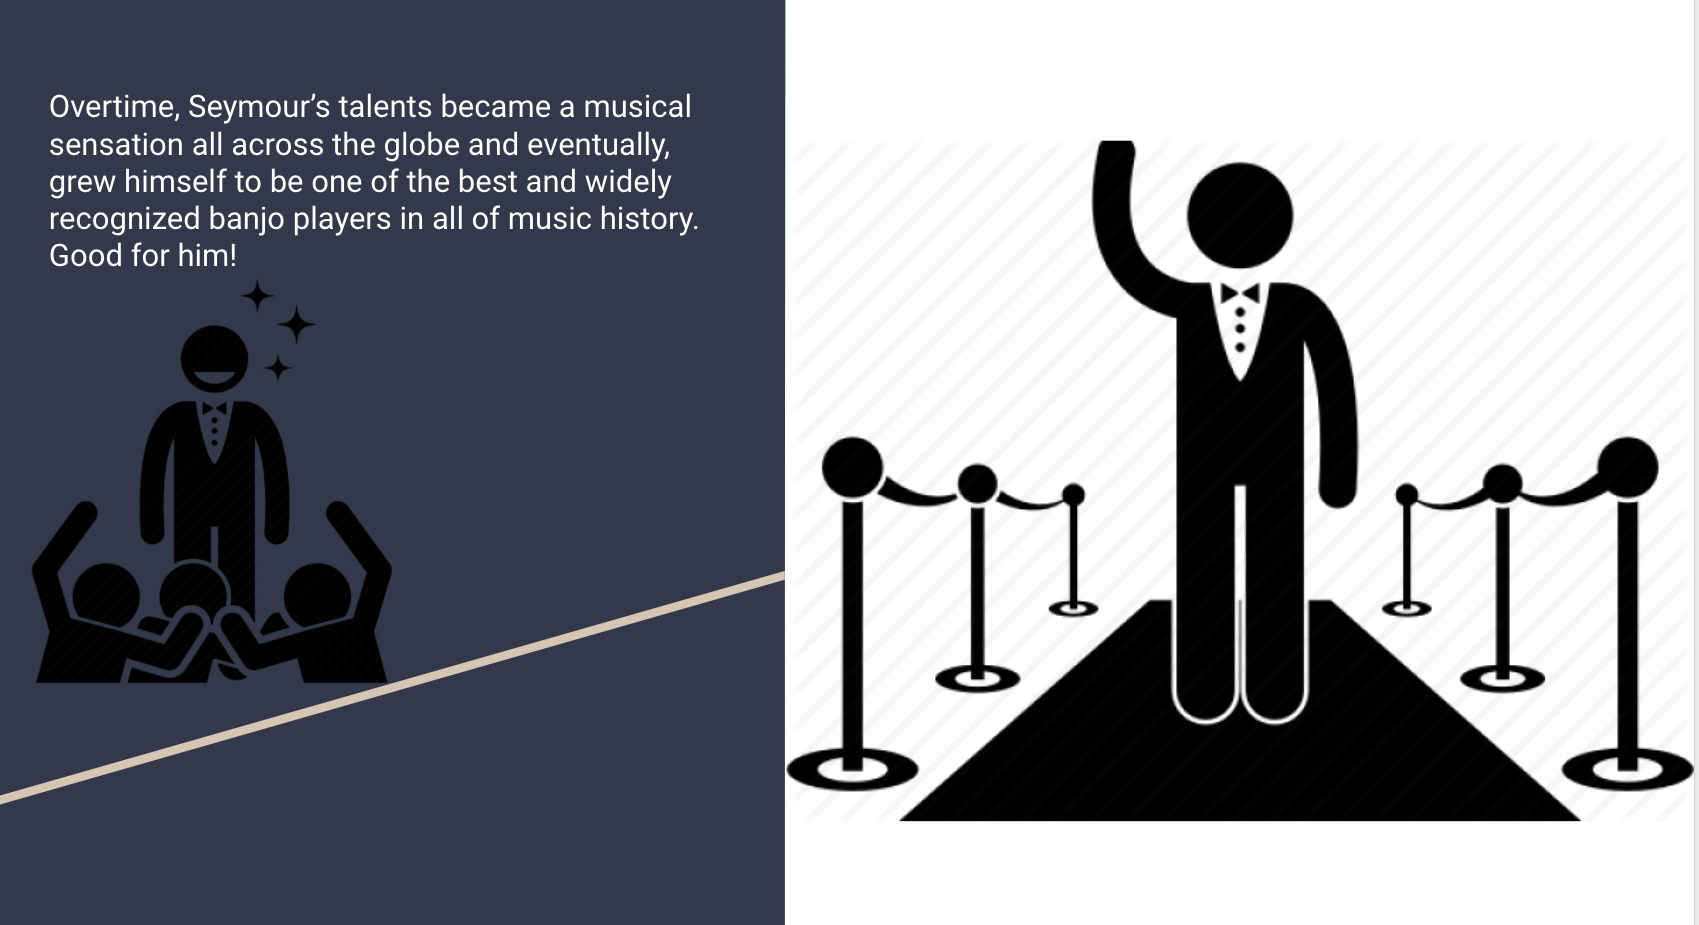 Overtime, Seymour’s talents became a musical
sensation all across the globe and eventually,
grew himself to be one of the best and widely
recognized banjo players in all of music history.
Good for him!